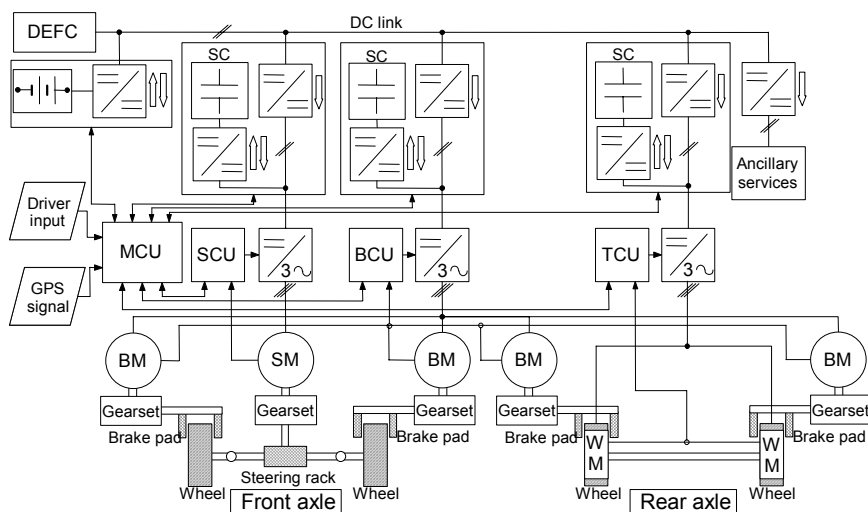 DC link
DEFC
SC
SC
SC
Ancillary
services
Driver
input
MCU
SCU
3
BCU
3
TCU
3
GPS
signal
BM
SM
BM
BM
BM
Gearset
Gearset
Gearset
Gearset
Gearset
Brake pad
Brake pad
Brake pad
Brake pad
W
M
W
M
Steering rack
Wheel
Wheel
Wheel
Wheel
Front axle
Rear axle